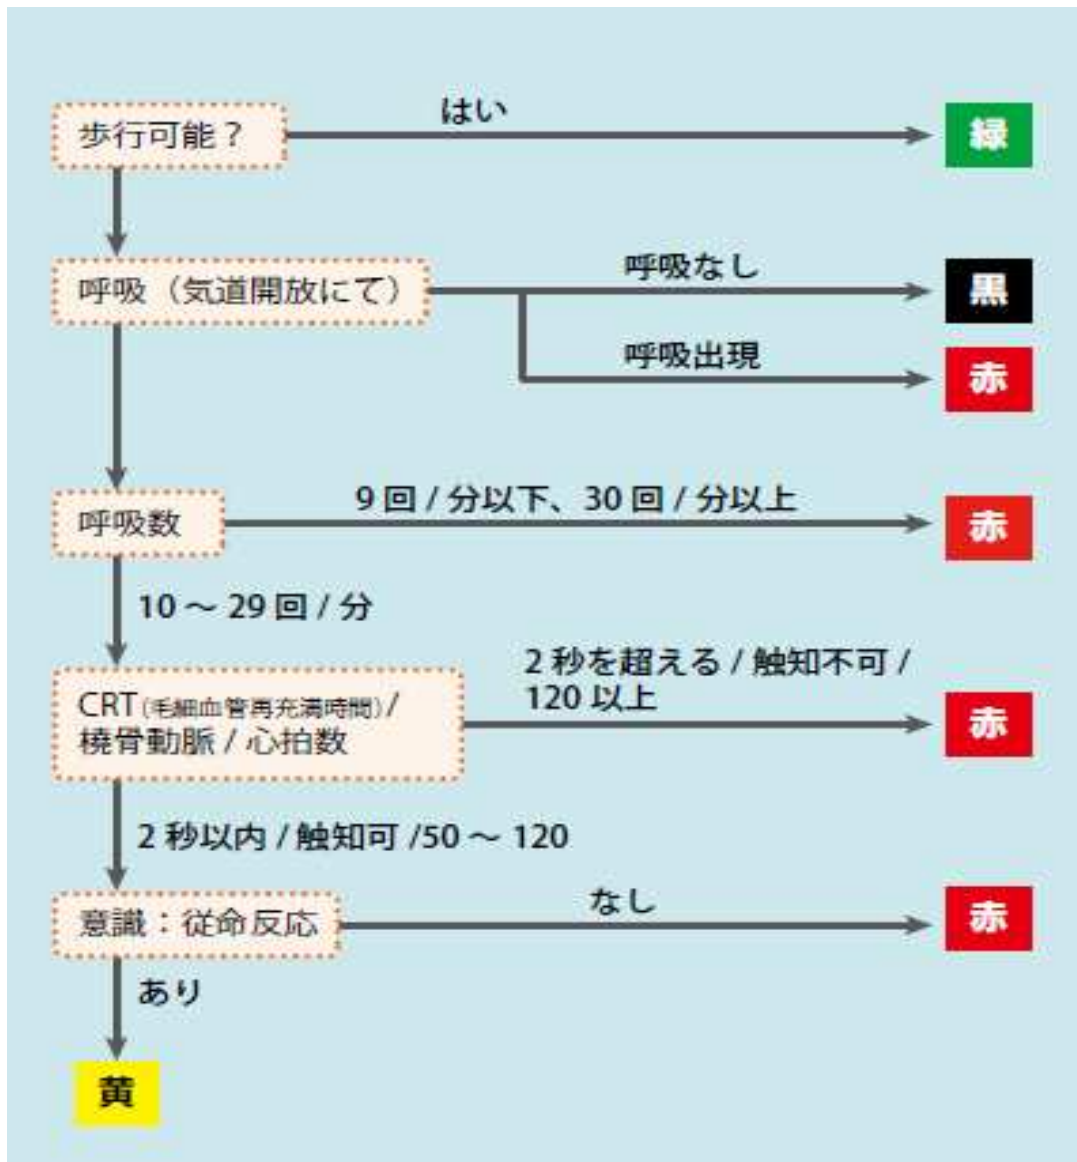 はい
歩行可能？
緑
呼吸なし
呼吸（気道開放にて）
黒
呼吸出現
赤
9 回 / 分以下、30 回 / 分以上
呼吸数
赤
10 ～ 29 回 / 分
2 秒を超える / 触知不可 /
120 以上
CRT (毛細血管再充満時間) /
橈骨動脈 / 心拍数
赤
2 秒以内 / 触知可 /50 ～ 120
なし
意識：従命反応
赤
あり
黄